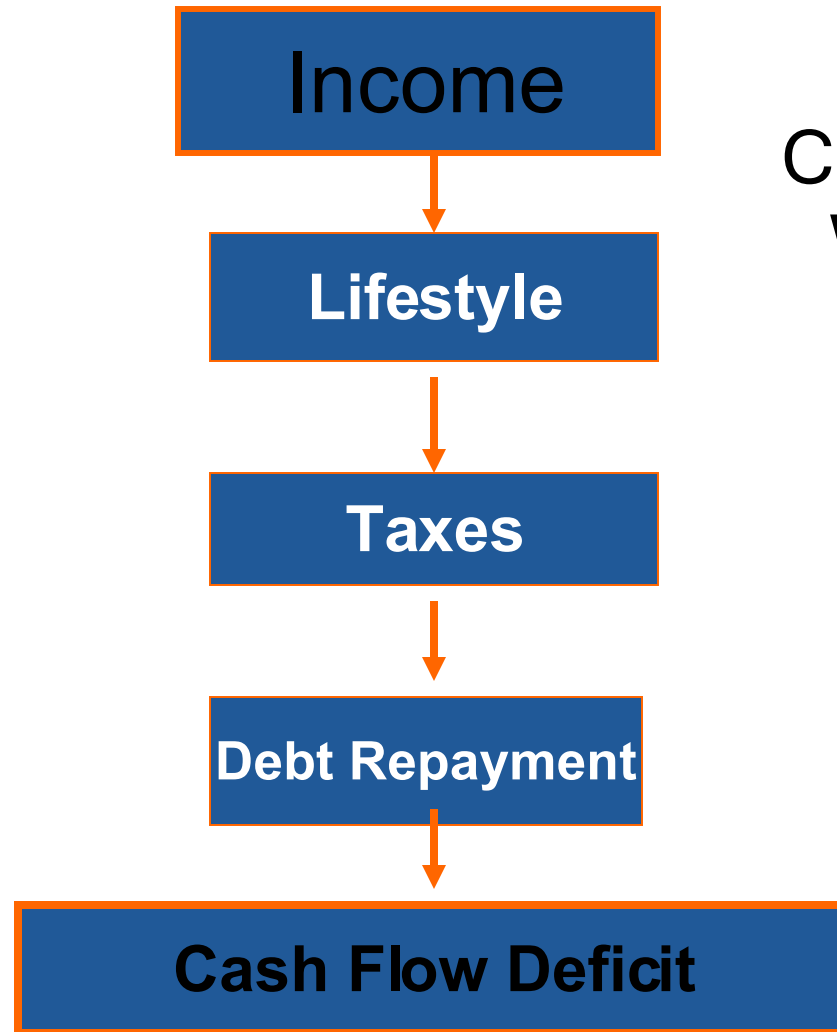 Income
Lifestyle
Taxes
Debt Repayment
Cash Flow Deficit